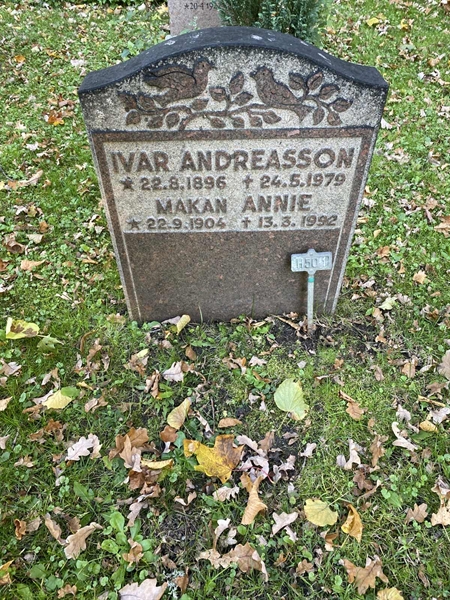 IVAR ANDREASSON
* 22.8.1896 † 24.5.1979
MAKAN ANNIE
* 22.9.1904 † 13.3.1992